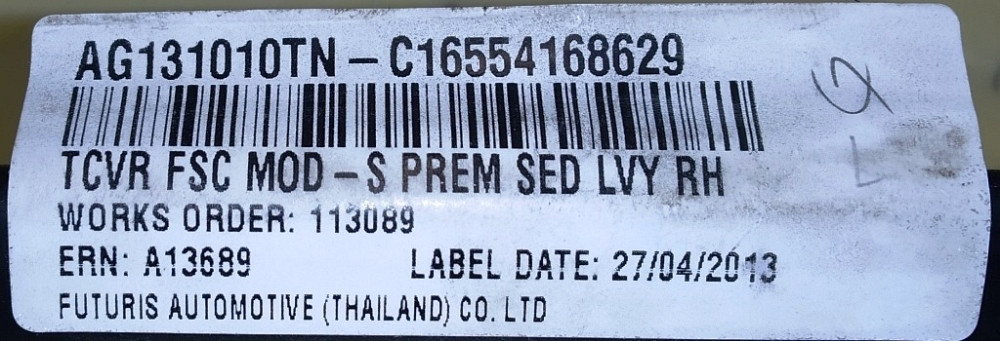 AG131010TN – C16554168629
TCVR FSC MOD – S PREM SED LVY RH
WORKS ORDER: 113089
ERN: A13689 LABEL DATE: 27/04/2013
FUTURIS AUTOMOTIVE (THAILAND) CO. LTD